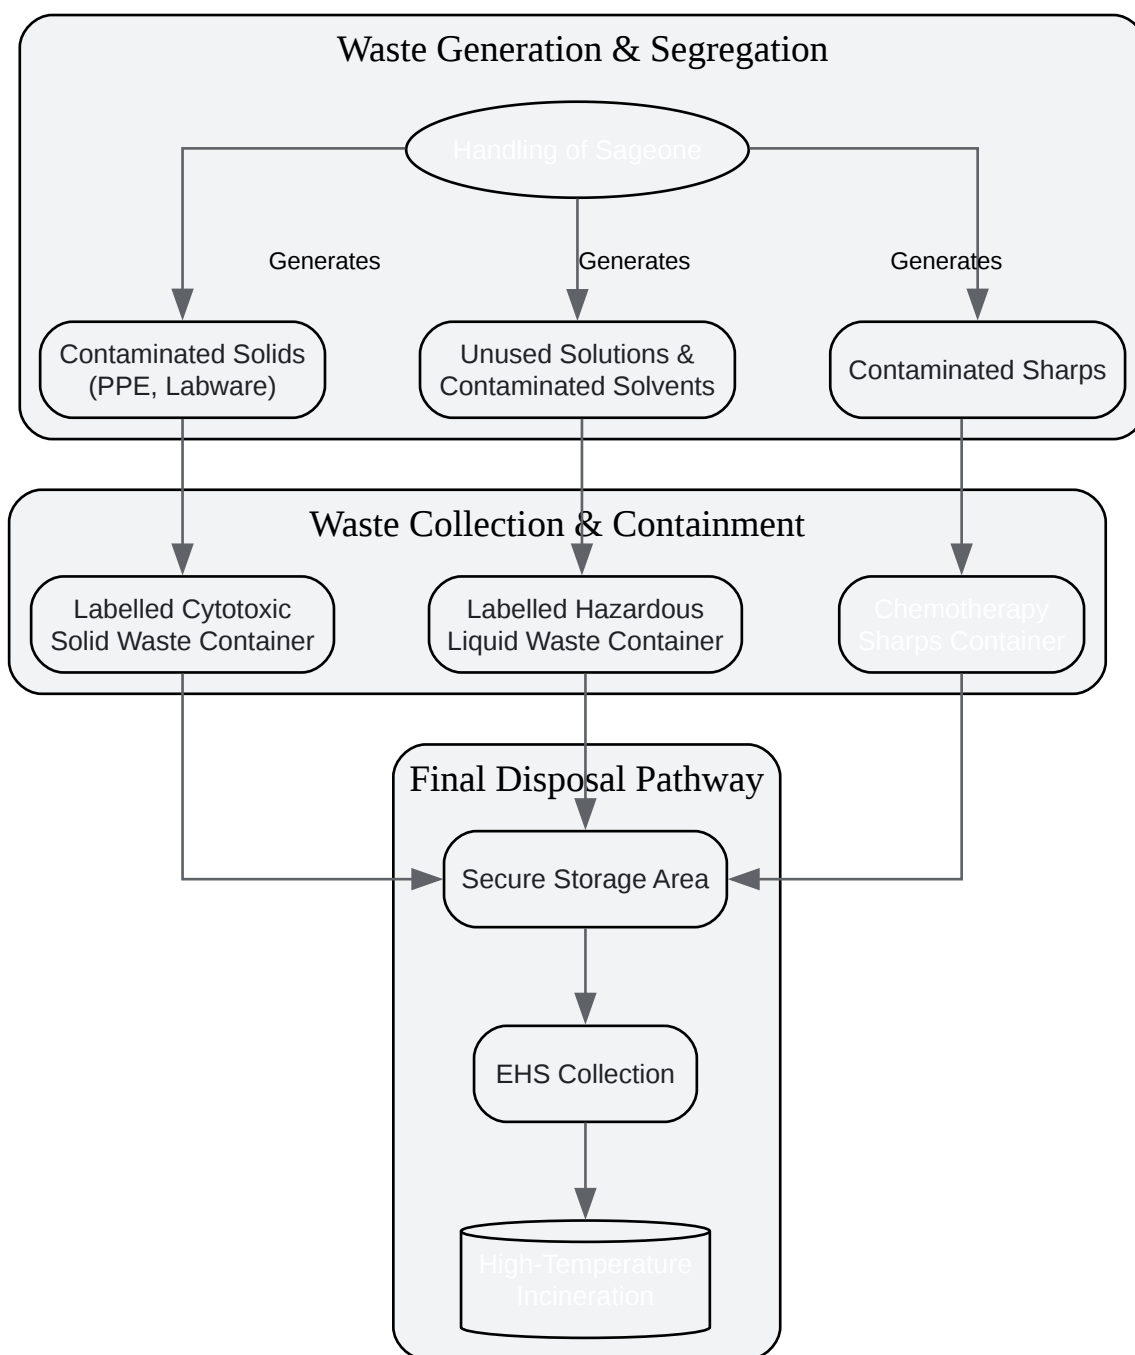 Waste Generation & Segregation
Handling of Sageone
Generates
Generates
Generates
Contaminated Solids
(PPE, Labware)
Unused Solutions &
Contaminated Solvents
Contaminated Sharps
Waste Collection & Containment
Labelled Cytotoxic
Solid Waste Container
Labelled Hazardous
Liquid Waste Container
Chemotherapy
Sharps Container
Final Disposal Pathway
Secure Storage Area
EHS Collection
High-Temperature
Incineration